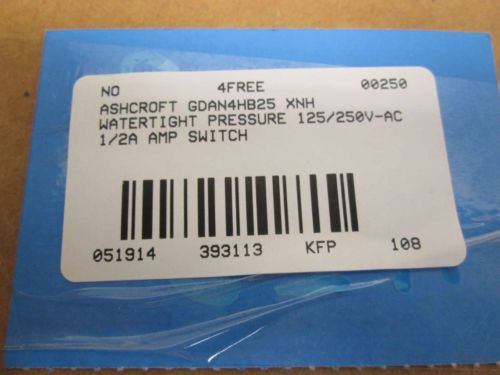 NO 4FREE 00250
ASHCROFT GDAN4HB25 XNH
WATERTIGHT PRESSURE 125/250V-AC
1/2A AMP SWITCH
051914 393113 KFP 108